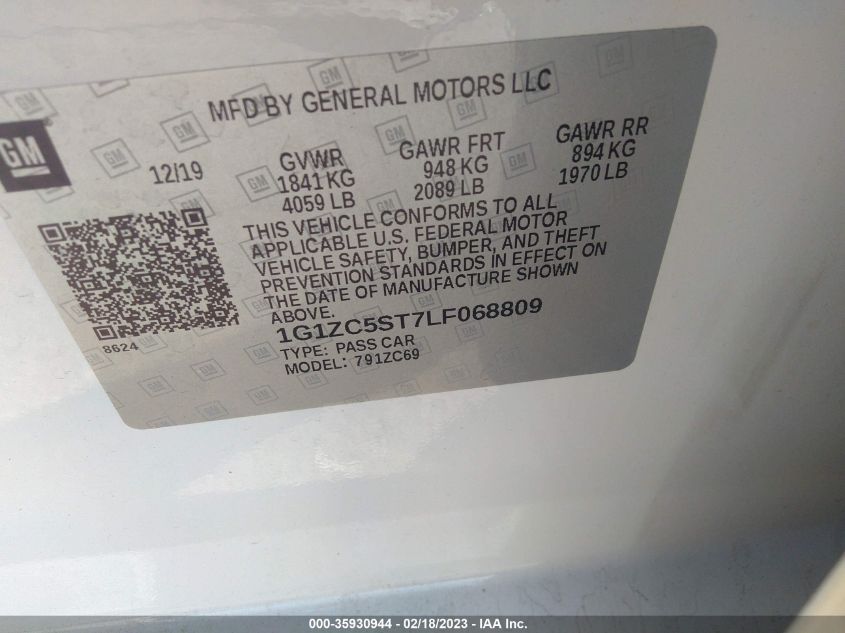 MFD BY GENERAL MOTORS LLC
GM
12/19
GVWR
1841 KG
4059 LB
GAWR FRT
948 KG
2089 LB
GAWR RR
894 KG
1970 LB
THIS VEHICLE CONFORMS TO ALL
APPLICABLE U.S. FEDERAL MOTOR
VEHICLE SAFETY, BUMPER, AND THEFT
PREVENTION STANDARDS IN EFFECT ON
THE DATE OF MANUFACTURE SHOWN
ABOVE.
8624
1G1ZC5ST7LF068809
TYPE: PASS CAR
MODEL: 791ZC69
000-35930944 - 02/18/2023 - IAA Inc.